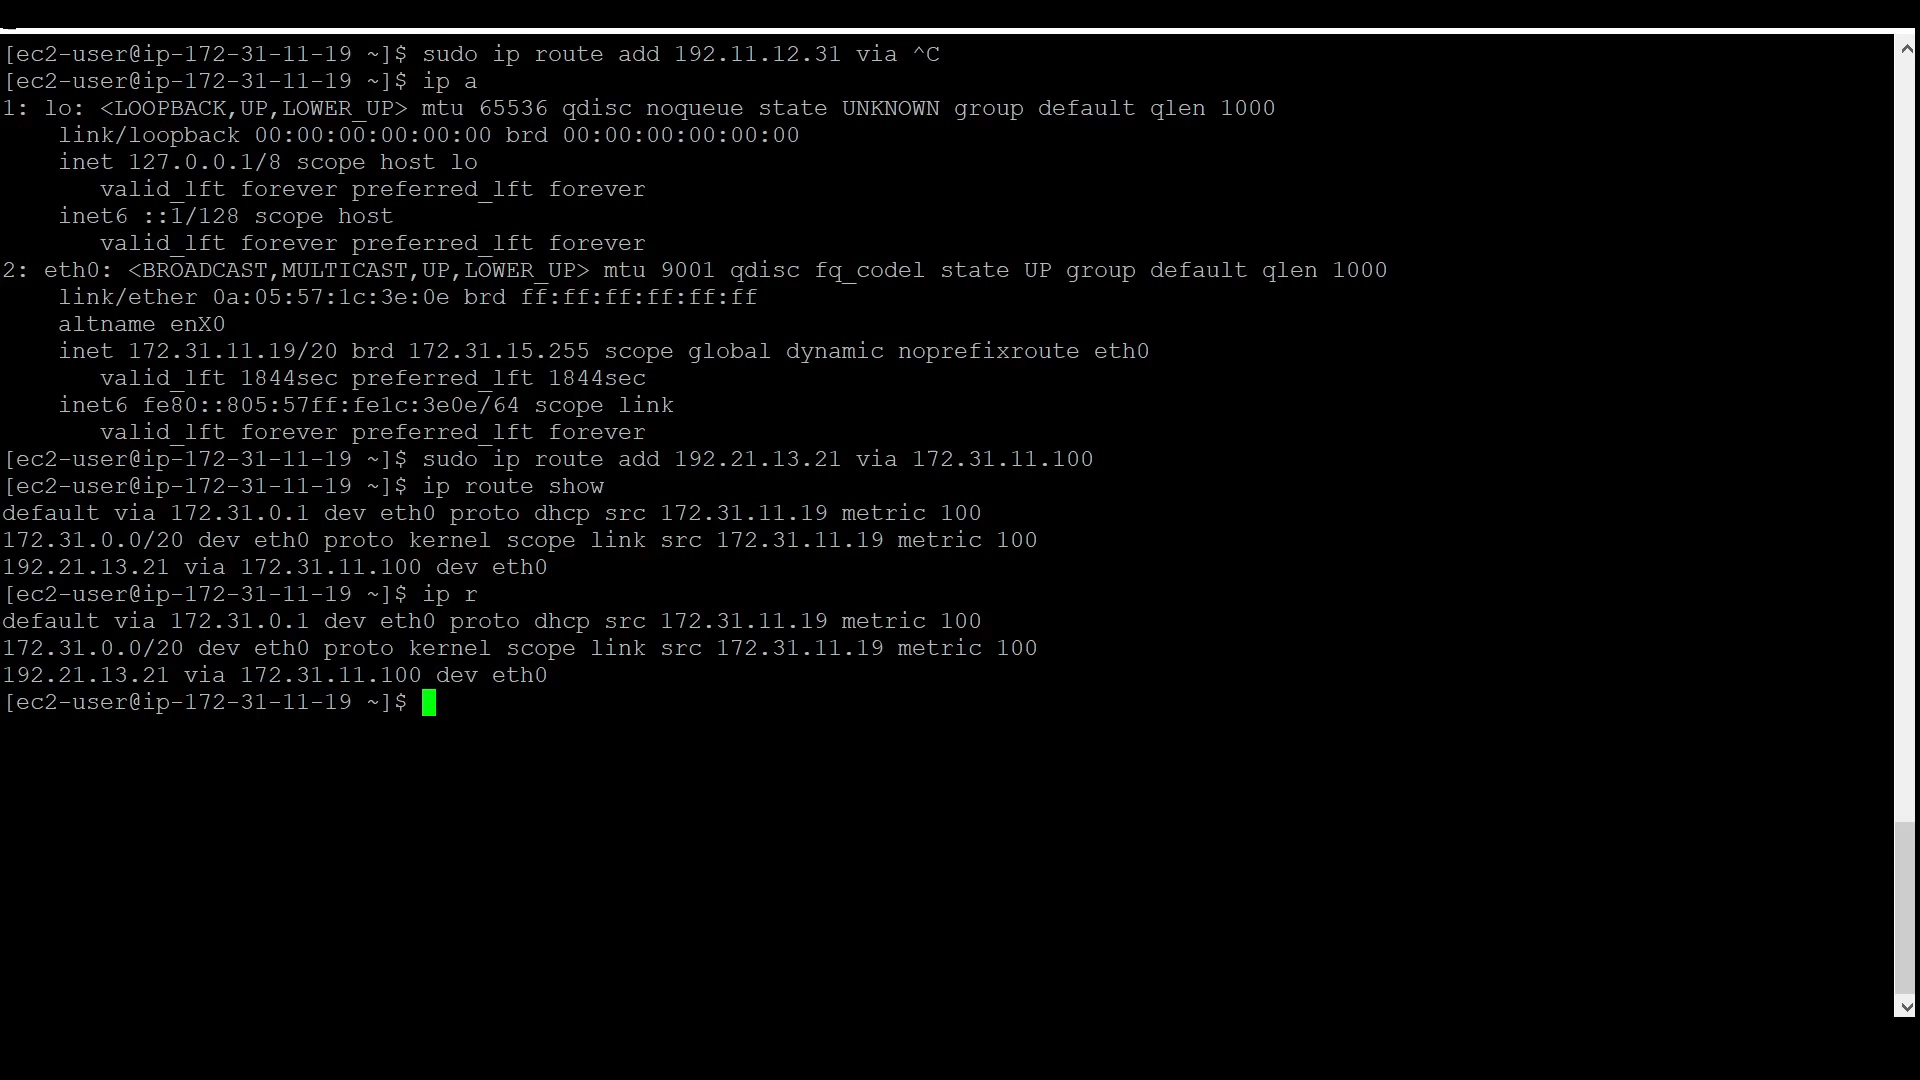 [ec2-user@ip-172-31-11-19 ~]$ sudo ip route add 192.11.12.31 via ^C
[ec2-user@ip-172-31-11-19 ~]$ ip a
1: lo: <LOOPBACK,UP,LOWER_UP> mtu 65536 qdisc noqueue state UNKNOWN group default qlen 1000
    link/loopback 00:00:00:00:00:00 brd 00:00:00:00:00:00
    inet 127.0.0.1/8 scope host lo
       valid_lft forever preferred_lft forever
    inet6 ::1/128 scope host
       valid_lft forever preferred_lft forever
2: eth0: <BROADCAST,MULTICAST,UP,LOWER_UP> mtu 9001 qdisc fq_codel state UP group default qlen 1000
    link/ether 0a:05:57:1c:3e:0e brd ff:ff:ff:ff:ff:ff
    altname enX0
    inet 172.31.11.19/20 brd 172.31.15.255 scope global dynamic noprefixroute eth0
       valid_lft 1844sec preferred_lft 1844sec
    inet6 fe80::805:57ff:fe1c:3e0e/64 scope link
       valid_lft forever preferred_lft forever
[ec2-user@ip-172-31-11-19 ~]$ sudo ip route add 192.21.13.21 via 172.31.11.100
[ec2-user@ip-172-31-11-19 ~]$ ip route show
default via 172.31.0.1 dev eth0 proto dhcp src 172.31.11.19 metric 100
172.31.0.0/20 dev eth0 proto kernel scope link src 172.31.11.19 metric 100
192.21.13.21 via 172.31.11.100 dev eth0
[ec2-user@ip-172-31-11-19 ~]$ ip r
default via 172.31.0.1 dev eth0 proto dhcp src 172.31.11.19 metric 100
172.31.0.0/20 dev eth0 proto kernel scope link src 172.31.11.19 metric 100
192.21.13.21 via 172.31.11.100 dev eth0
[ec2-user@ip-172-31-11-19 ~]$